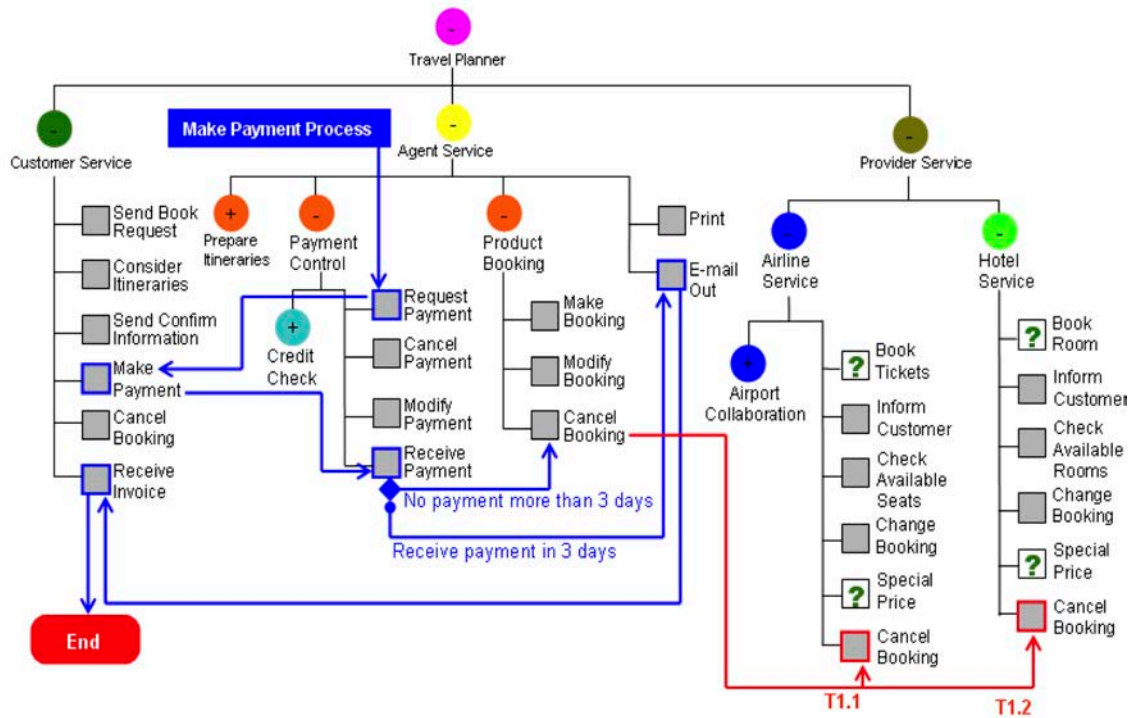 -
Travel Planner
-
Customer Service
Make Payment Process
-
Agent Service
-
Provider Service
Send Book
Request
Consider
Itineraries
Send Confirm
Information
Make
Payment
Cancel
Booking
Receive
Invoice
End
+
Prepare
Itineraries
-
Payment
Control
+
Credit
Check
Request
Payment
Cancel
Payment
Modify
Payment
Receive
Payment
No payment more than 3 days
Receive payment in 3 days
-
Product
Booking
Make
Booking
Modify
Booking
Cancel
Booking
Print
E-mail
Out
-
Airline
Service
+
Airport
Collaboration
?
Book
Tickets
Inform
Customer
Check
Available
Seats
Change
Booking
?
Special
Price
Cancel
Booking
-
Hotel
Service
?
Book
Room
Inform
Customer
Check
Available
Rooms
Change
Booking
?
Special
Price
Cancel
Booking
T1.1
T1.2